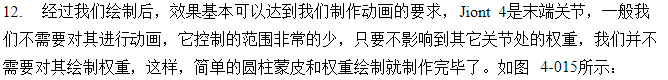 12. 经过我们绘制后，效果基本可以达到我们制作动画的要求，Jiont 4是末端关节，一般我
们不需要对其进行动画，它控制的范围非常的少，只要不影响到其它关节处的权重，我们并不
需要对其绘制权重，这样，简单的圆柱蒙皮和权重绘制就制作完毕了。如图 4-015所示：